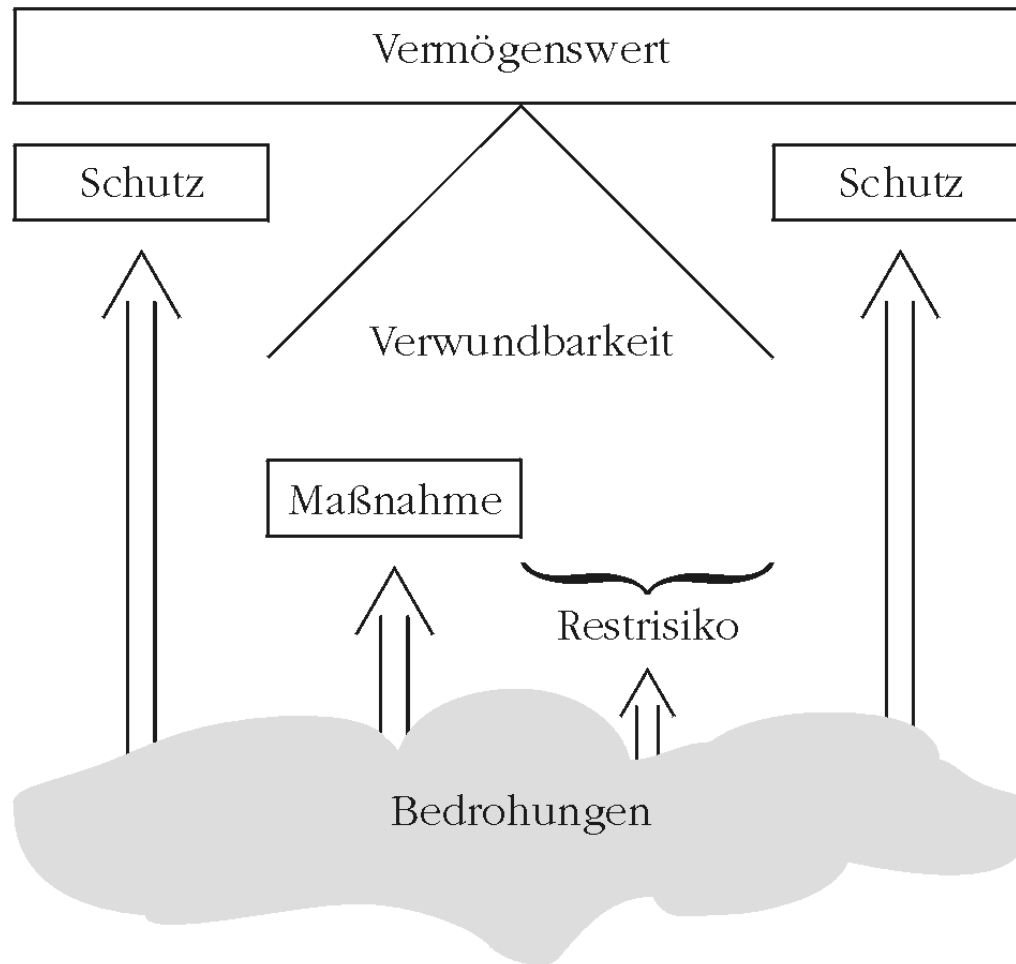 Vermögenswert
Schutz
Schutz
Verwundbarkeit
Maßnahme
Restrisiko
Bedrohungen